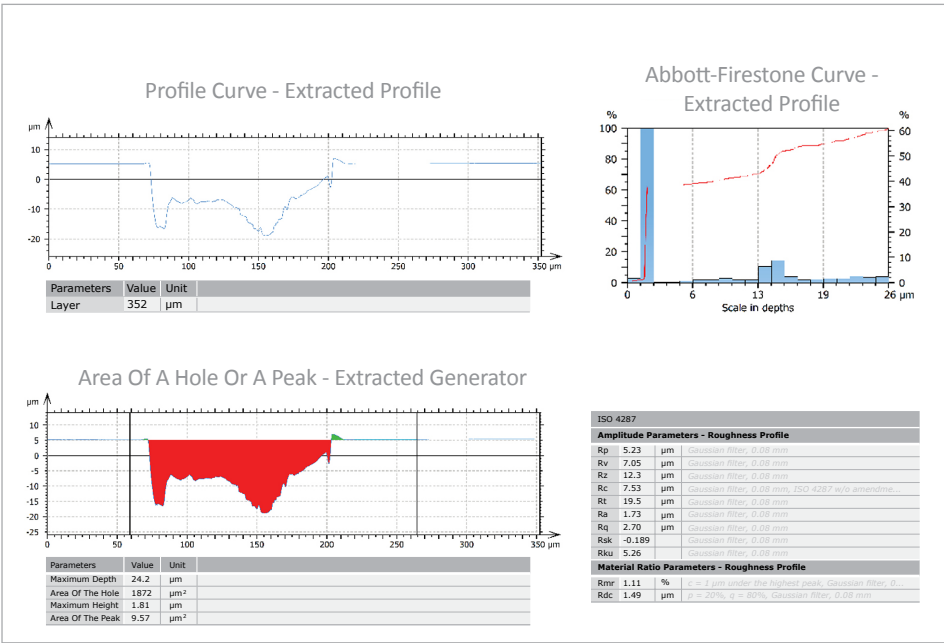 Profile Curve - Extracted Profile
µm
10
0
-10
-20
0 50 100 150 200 250 300 350 µm
Parameters Value Unit
Layer 352 µm
Abbott-Firestone Curve -
Extracted Profile
% %
100
80
60
40
20
0
60
50
40
30
20
10
0
0 6 13 19 26 µm
Scale in depths
Area Of A Hole Or A Peak - Extracted Generator
µm
10
5
0
-5
-10
-15
-20
-25
0 50 100 150 200 250 300 350 µm
Parameters Value Unit
Maximum Depth 24.2 µm
Area Of The Hole 1872 µm²
Maximum Height 1.81 µm
Area Of The Peak 9.57 µm²
ISO 4287
Amplitude Parameters - Roughness Profile
Rp 5.23 µm Gaussian filter, 0.08 mm
Rv 7.05 µm Gaussian filter, 0.08 mm
Rz 12.3 µm Gaussian filter, 0.08 mm
Rc 7.53 µm Gaussian filter, 0.08 mm, ISO 4287 w/o amendme...
Rt 19.5 µm Gaussian filter, 0.08 mm
Ra 1.73 µm Gaussian filter, 0.08 mm
Rq 2.70 µm Gaussian filter, 0.08 mm
Rsk -0.189 Gaussian filter, 0.08 mm
Rku 5.26 Gaussian filter, 0.08 mm
Material Ratio Parameters - Roughness Profile
Rmr 1.11 % c = 1 µm under the highest peak, Gaussian filter, 0...
Rdc 1.49 µm p = 20%, q = 80%, Gaussian filter, 0.08 mm